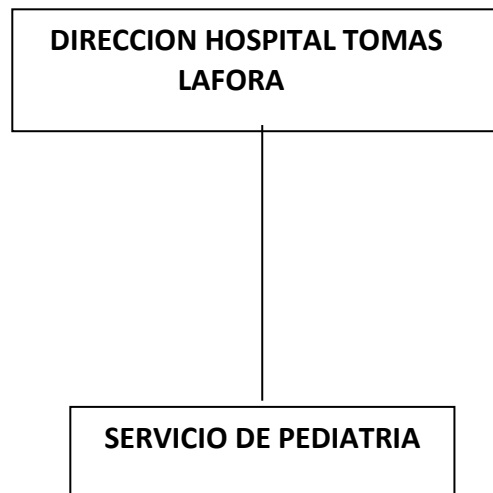 DIRECCION HOSPITAL TOMAS
LAFORA
SERVICIO DE PEDIATRIA